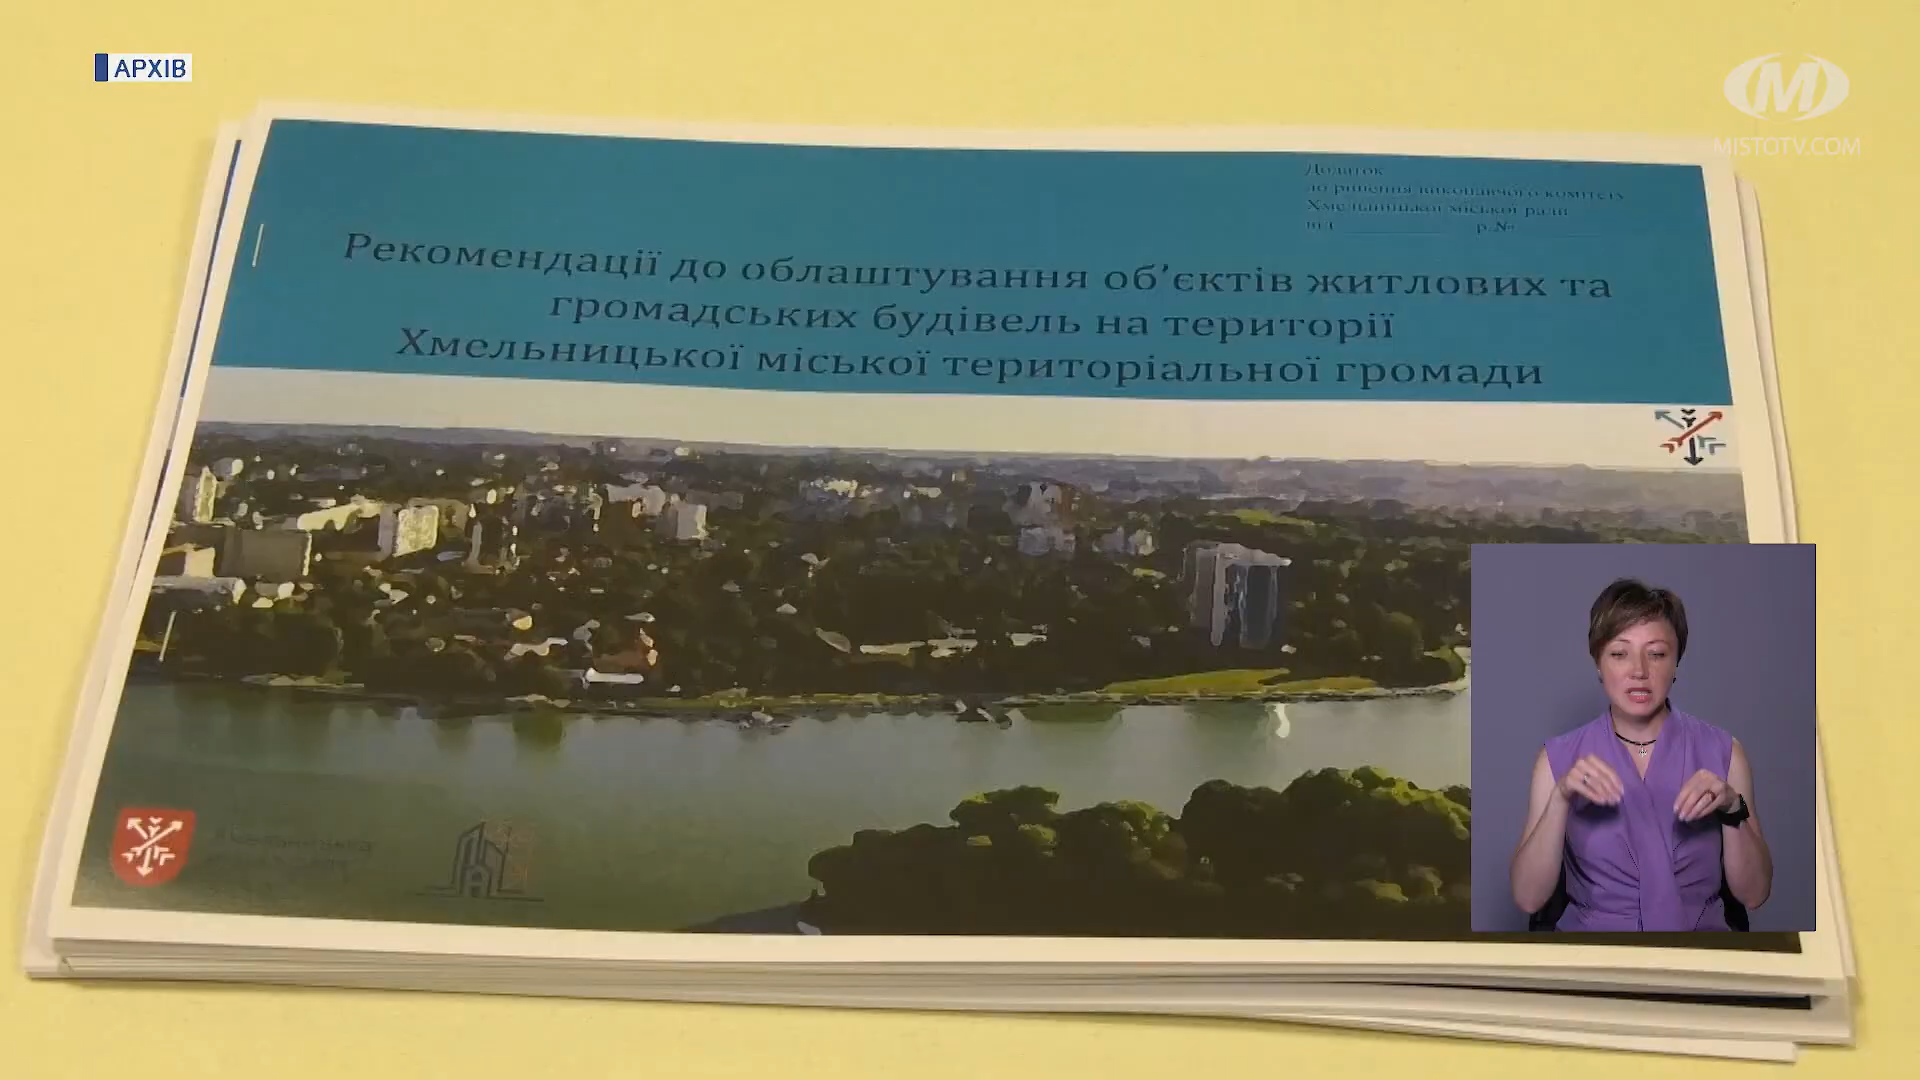 АРХІВ
MISTOTV.COM
Додаток
до рішення виконавчого комітету
Хмельницької міської ради
від р.№
Рекомендації до облаштування об'єктів житлових та
громадських будівель на території
Хмельницької міської територіальної громади